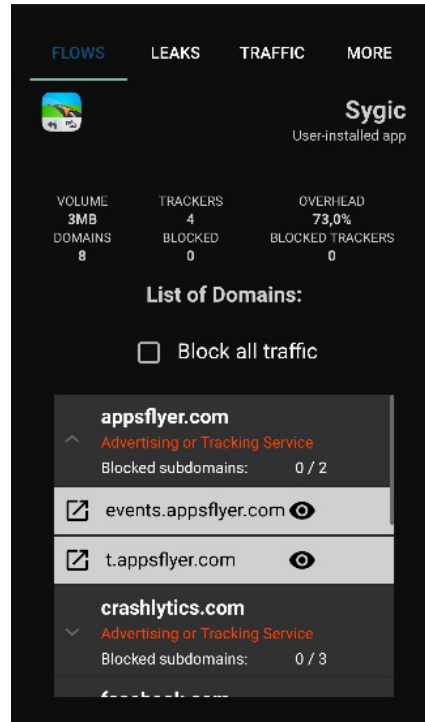 FLOWS LEAKS TRAFFIC MORE
Sygic
User-installed app
VOLUME TRACKERS OVERHEAD
3MB 4 73,0%
DOMAINS BLOCKED BLOCKED TRACKERS
8 0 0
List of Domains:
Block all traffic
appsflyer.com
Advertising or Tracking Service
Blocked subdomains: 0 / 2
events.appsflyer.com
t.appsflyer.com
crashlytics.com
Advertising or Tracking Service
Blocked subdomains: 0 / 3